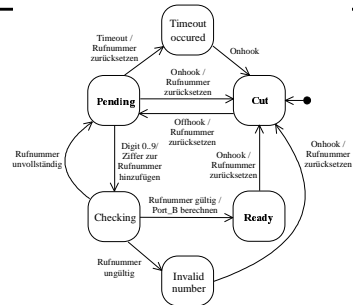 Timeout
occured
Timeout /
Rufnummer
zurücksetzen
Onhook
Onhook /
Rufnummer
zurücksetzen
Pending
Cut
Offhook /
Rufnummer
zurücksetzen
Onhook /
Rufnummer
zurücksetzen
Digit 0..9/
Ziffer zur
Rufnummer
hinzufügen
Onhook /
Rufnummer
zurücksetzen
Rufnummer
unvollständig
Checking
Rufnummer gültig /
Port_B berechnen
Ready
Rufnummer
ungültig
Invalid
number